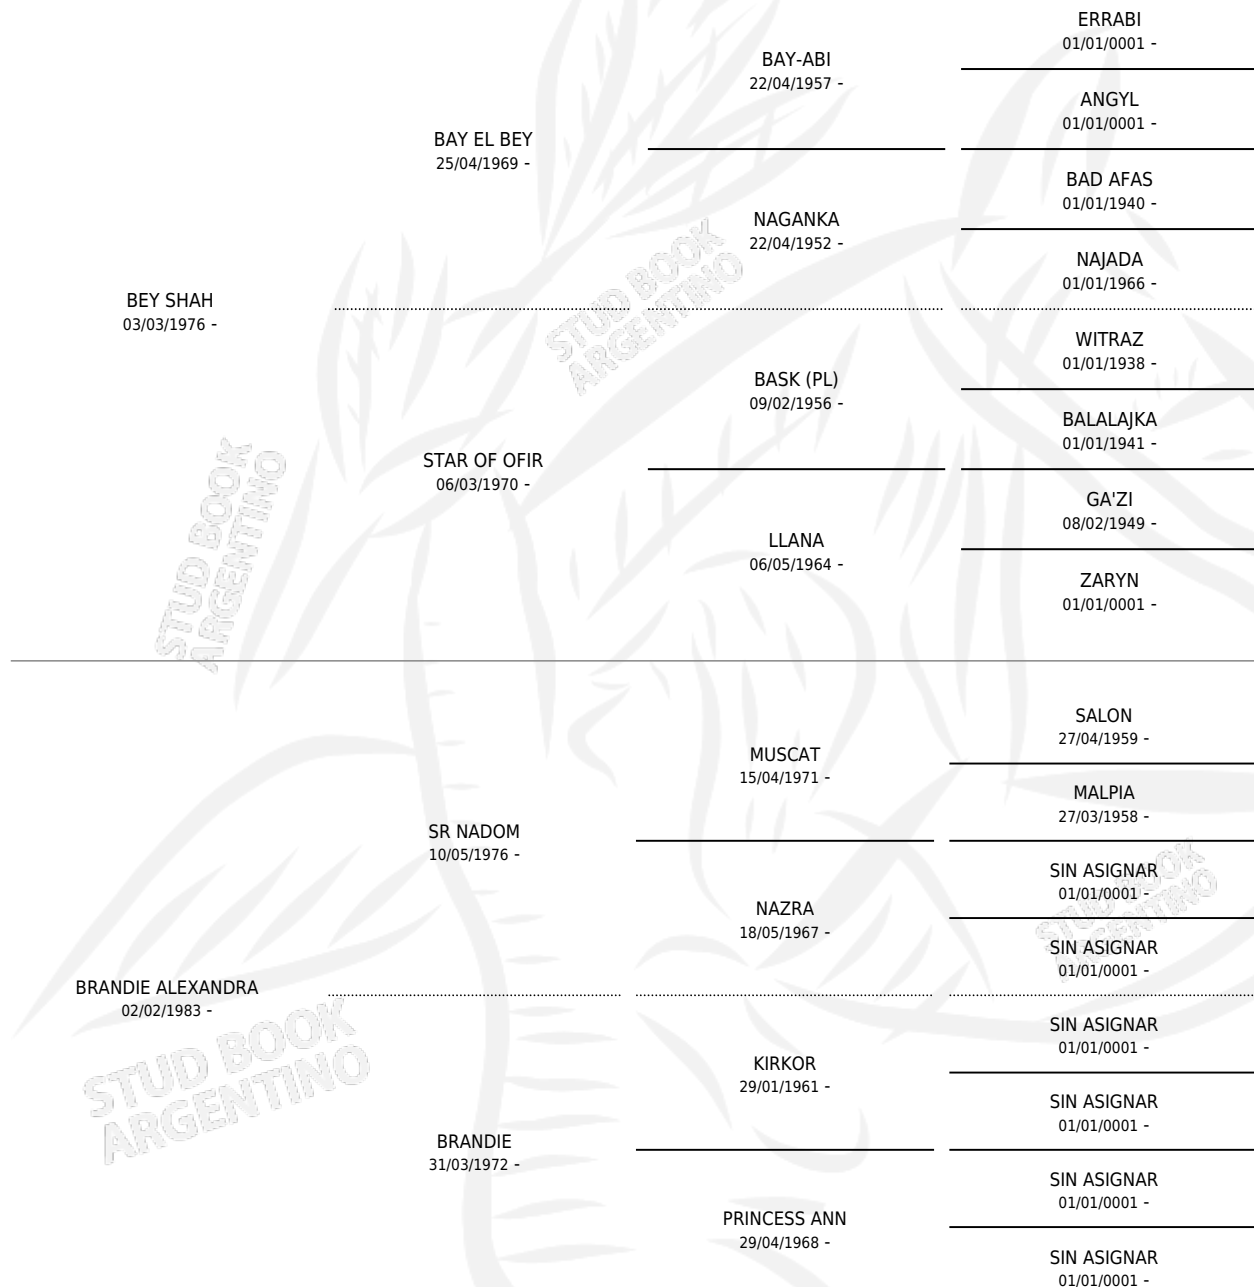 ERRABI
01/01/0001 -
BAY-ABI
22/04/1957 -
ANGYL
01/01/0001 -
BAY EL BEY
25/04/1969 -
BAD AFAS
01/01/1940 -
NAGANKA
22/04/1952 -
NAJADA
01/01/1966 -
BEY SHAH
03/03/1976 -
WITRAZ
01/01/1938 -
BASK (PL)
09/02/1956 -
BALALAJKA
01/01/1941 -
STAR OF OFIR
06/03/1970 -
GA'ZI
08/02/1949 -
LLANA
06/05/1964 -
ZARYN
01/01/0001 -
SALON
27/04/1959 -
MUSCAT
15/04/1971 -
MALPIA
27/03/1958 -
SR NADOM
10/05/1976 -
SIN ASIGNAR
01/01/0001 -
NAZRA
18/05/1967 -
SIN ASIGNAR
01/01/0001 -
BRANDIE ALEXANDRA
02/02/1983 -
SIN ASIGNAR
01/01/0001 -
KIRKOR
29/01/1961 -
SIN ASIGNAR
01/01/0001 -
BRANDIE
31/03/1972 -
SIN ASIGNAR
01/01/0001 -
PRINCESS ANN
29/04/1968 -
SIN ASIGNAR
01/01/0001 -
STUD BOOK
ARGENTINO
STUD BOOK
ARGENTINO
STUD BOOK
ARGENTINO
STUD BOOK
ARGENTINO